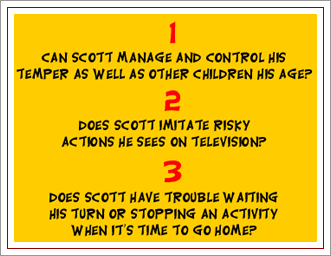 1
CAN SCOTT MANAGE AND CONTROL HIS
TEMPER AS WELL AS OTHER CHILDREN HIS AGE?
2
DOES SCOTT IMITATE RISKY
ACTIONS HE SEES ON TELEVISION?
3
DOES SCOTT HAVE TROUBLE WAITING
HIS TURN OR STOPPING AN ACTIVITY
WHEN IT'S TIME TO GO HOME?